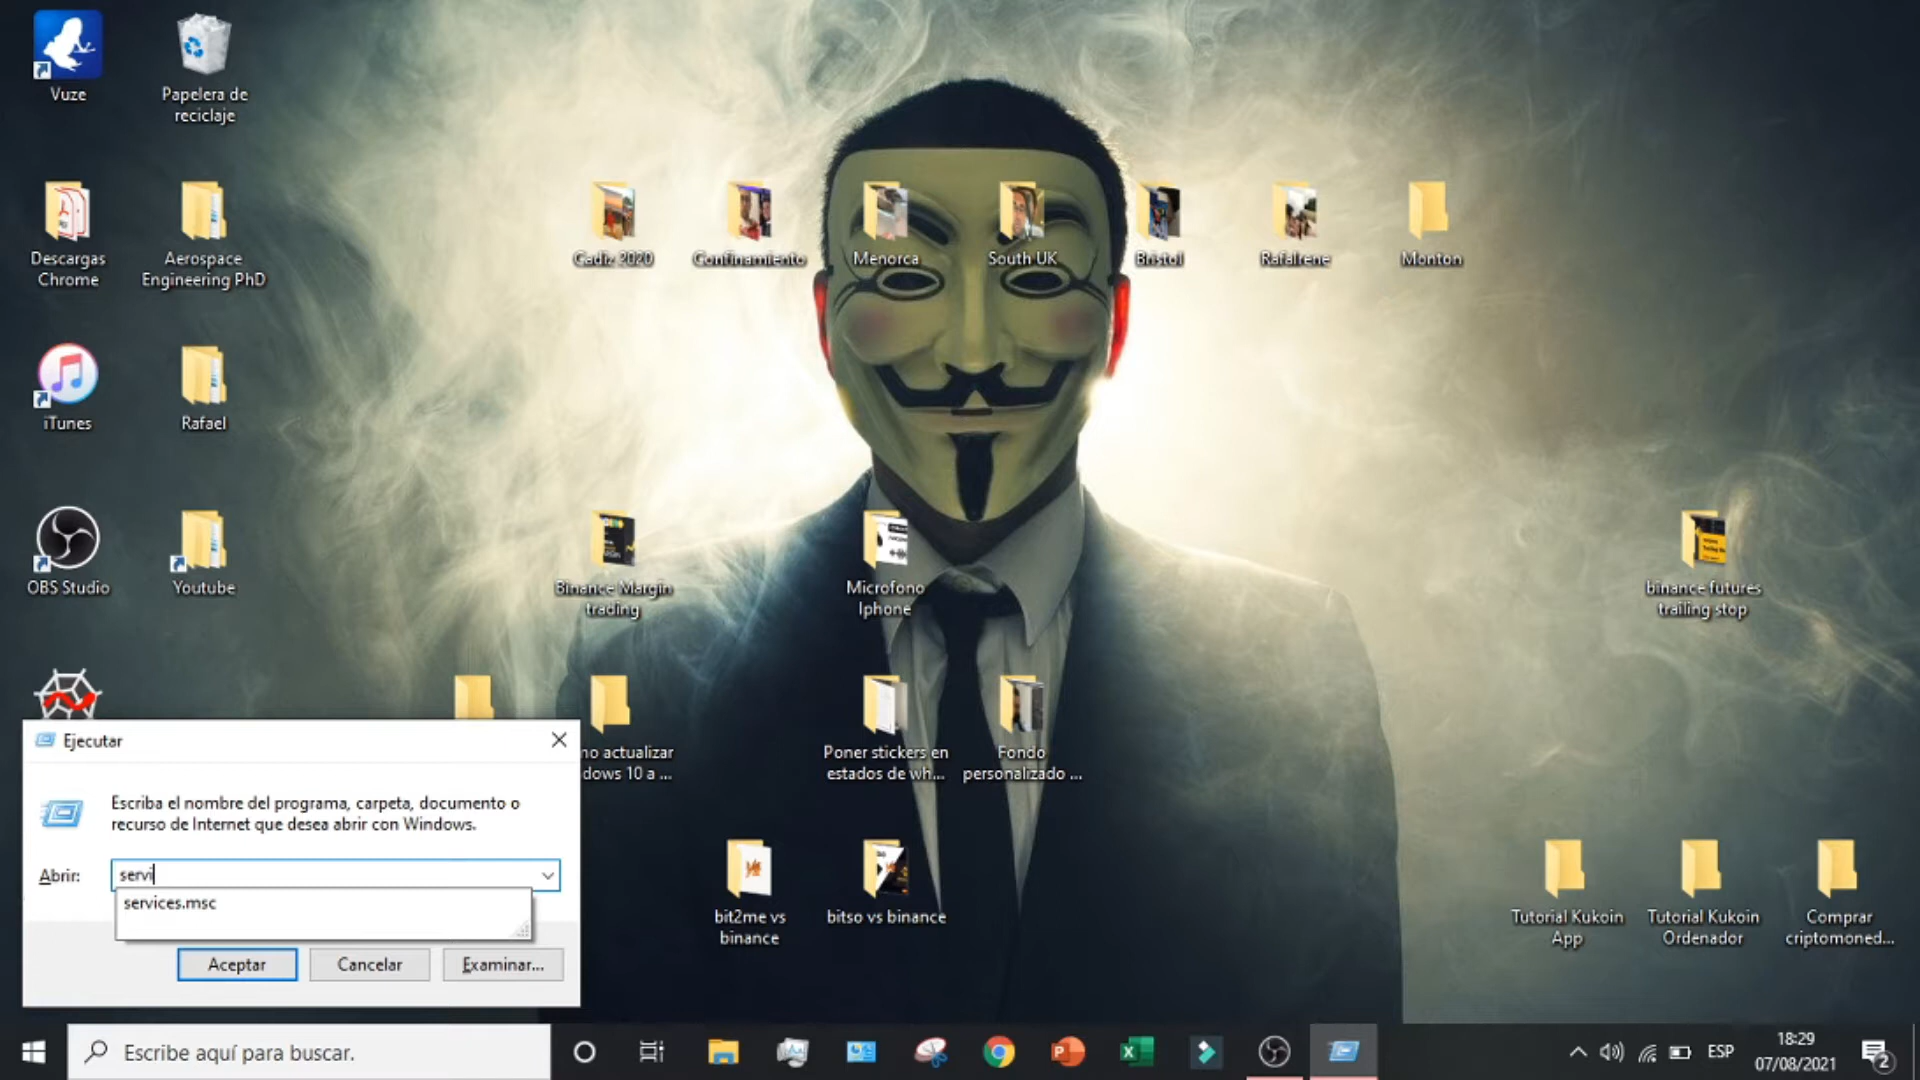 Vuze
Papelera de
reciclaje
Descargas
Chrome
Aerospace
Engineering PhD
Cadiz 2020
Confinamiento
Menorca
South UK
Bristol
RafaIrene
Monton
iTunes
Rafael
OBS Studio
Youtube
Binance Margin
trading
Microfono
Iphone
binance futures
trailing stop
no actualizar
dows 10 a ...
Poner stickers en
estados de wh...
Fondo
personalizado ...
Ejecutar
Escriba el nombre del programa, carpeta, documento o
recurso de Internet que desea abrir con Windows.
Abrir:
servi
services.msc
Aceptar
Cancelar
Examinar...
bit2me vs
binance
bitso vs binance
Tutorial Kukoin
App
Tutorial Kukoin
Ordenador
Comprar
criptomoned...
Escribe aquí para buscar.
ESP
18:29
07/08/2021
2